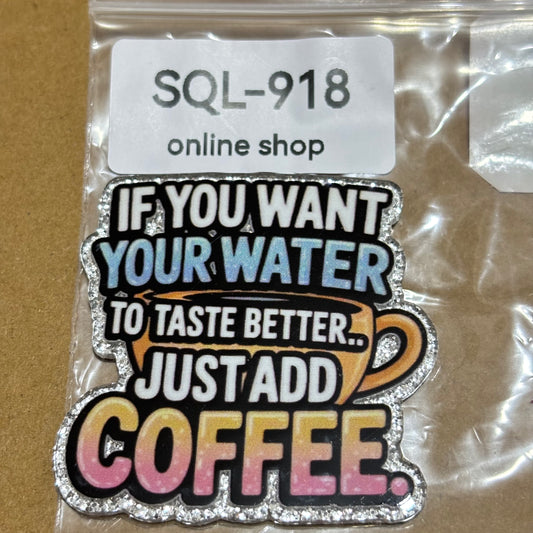 SQL-918
online shop
IF YOU WANT
YOUR WATER
TO TASTE BETTER..
JUST ADD
COFFEE.